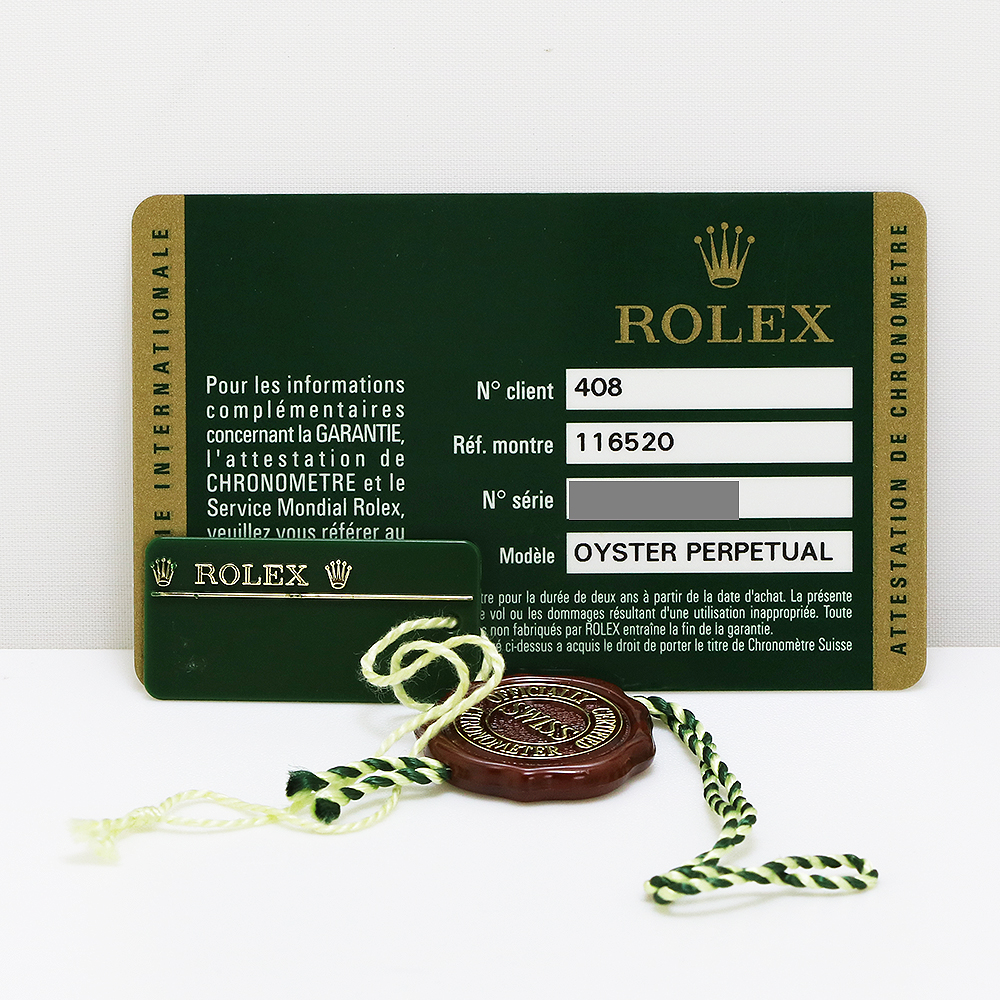 ROLEX
INTERNATIONALE
Pour les informations
complémentaires
concernant la GARANTIE,
l'attestation de
CHRONOMETRE et le
Service Mondial Rolex,
veuillez vous référer au
N° client 408
Réf. montre 116520
N° série
Modèle OYSTER PERPETUAL
pour la durée de deux ans à partir de la date d'achat. La présente
vol ou les dommages résultant d'une utilisation inappropriée. Toute
non fabriqués par ROLEX entraîne la fin de la garantie.
ci-dessus a acquis le droit de porter le titre de Chronomètre Suisse
ATTESTATION DE CHRONOMETRE
ROLEX
OFFICIALLY
SWISS
CHRONOMETER